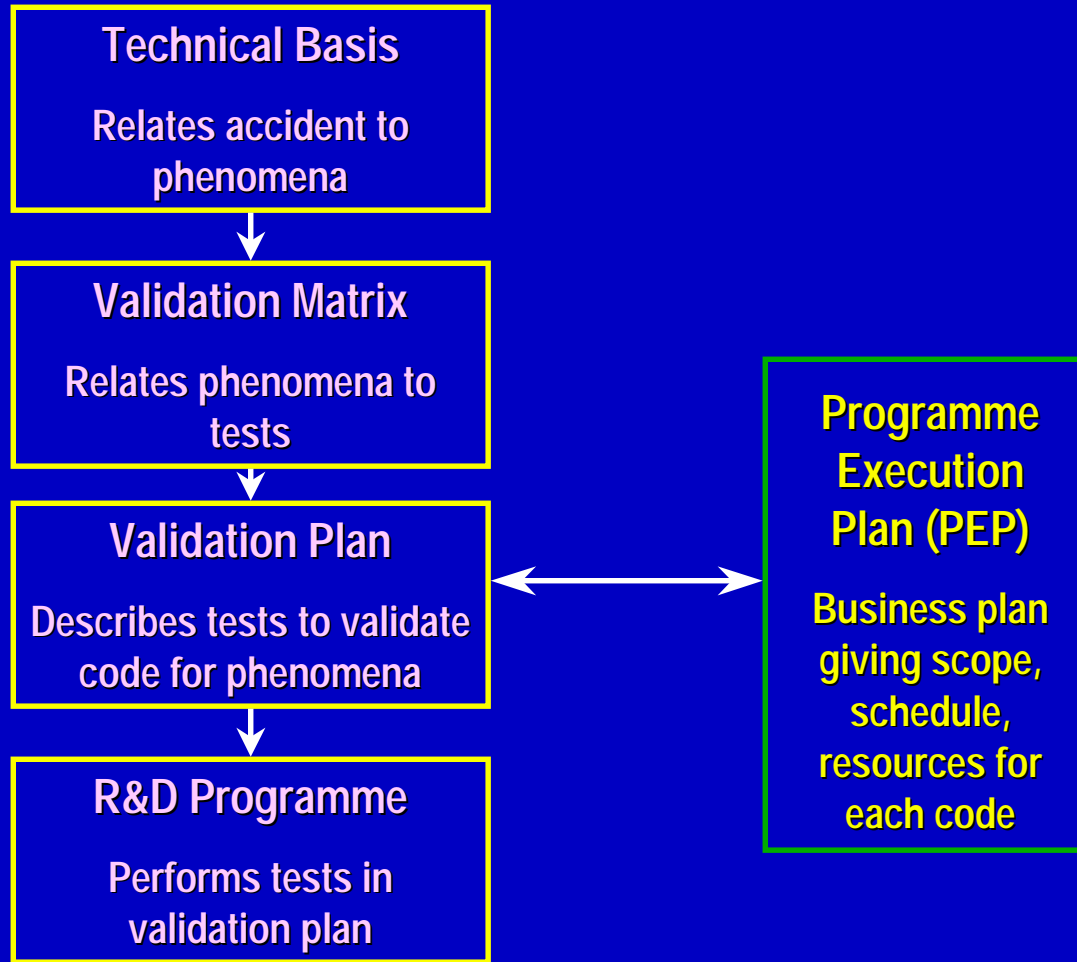 Technical Basis
Relates accident to
phenomena
Validation Matrix
Relates phenomena to
tests
Validation Plan
Describes tests to validate
code for phenomena
R&D Programme
Performs tests in
validation plan
Programme
Execution
Plan (PEP)
Business plan
giving scope,
schedule,
resources for
each code